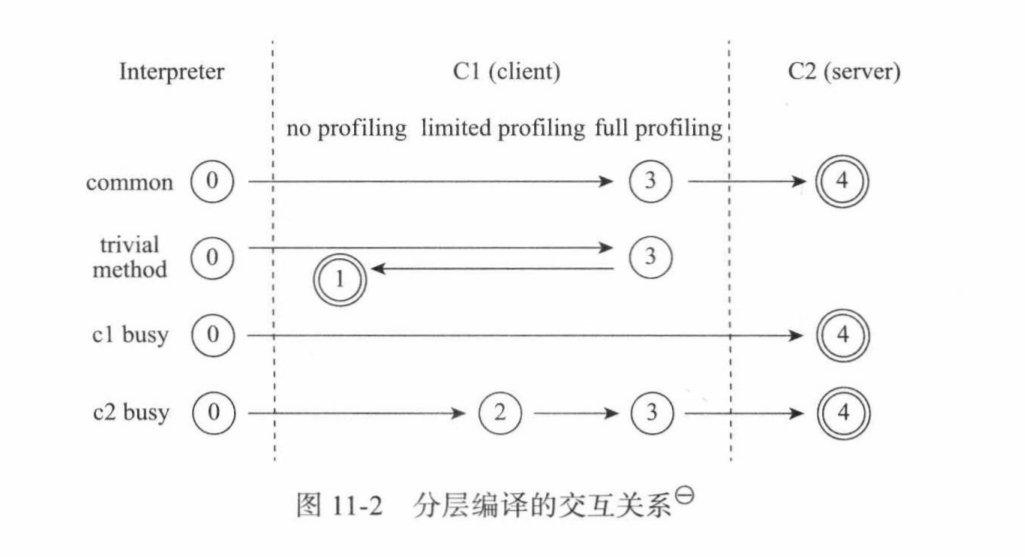 Interpreter C1 (client) C2 (server)
no profiling limited profiling full profiling
common 0 3 4
trivial
method 0 1 3
c1 busy 0 4
c2 busy 0 2 3 4
图 11-2 分层编译的交互关系㊀